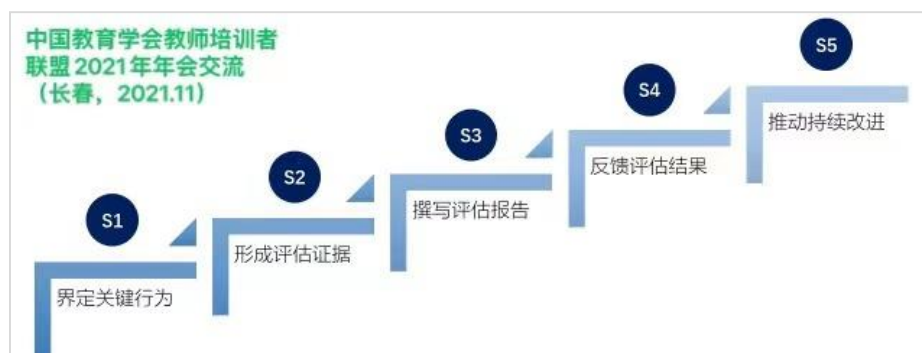 中国教育学会教师培训者
联盟2021年年会交流
（长春，2021.11）
S1
界定关键行为
S2
形成评估证据
S3
撰写评估报告
S4
反馈评估结果
S5
推动持续改进